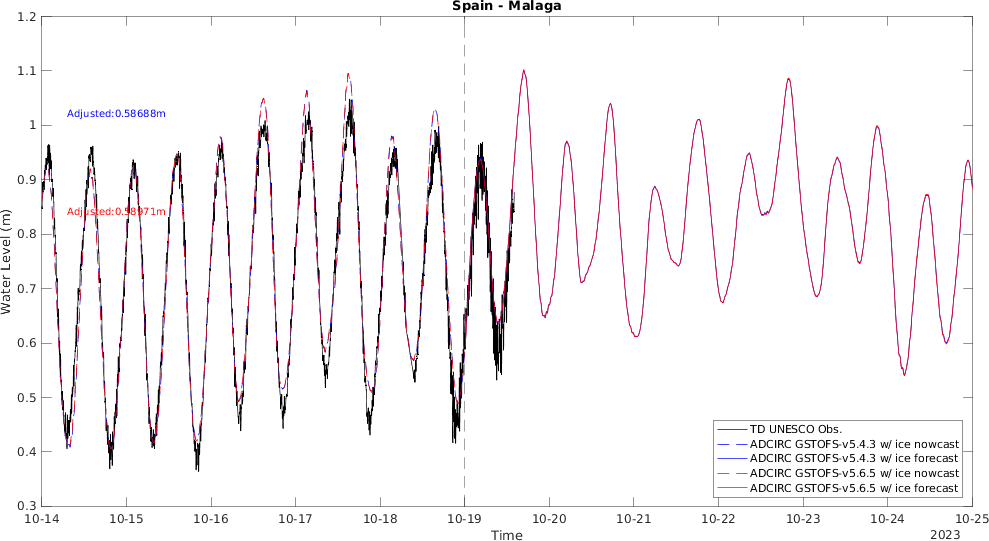 Spain - Malaga
1.2
1.1
1
0.9
0.8
0.7
0.6
0.5
0.4
0.3
Water Level (m)
Adjusted:0.58688m
Adjusted:0.58971m
TD UNESCO Obs.
ADCIRC GSTOFS-v5.4.3 w/ ice nowcast
ADCIRC GSTOFS-v5.4.3 w/ ice forecast
ADCIRC GSTOFS-v5.6.5 w/ ice nowcast
ADCIRC GSTOFS-v5.6.5 w/ ice forecast
10-14 10-15 10-16 10-17 10-18 10-19 10-20 10-21 10-22 10-23 10-24 10-25
Time
2023